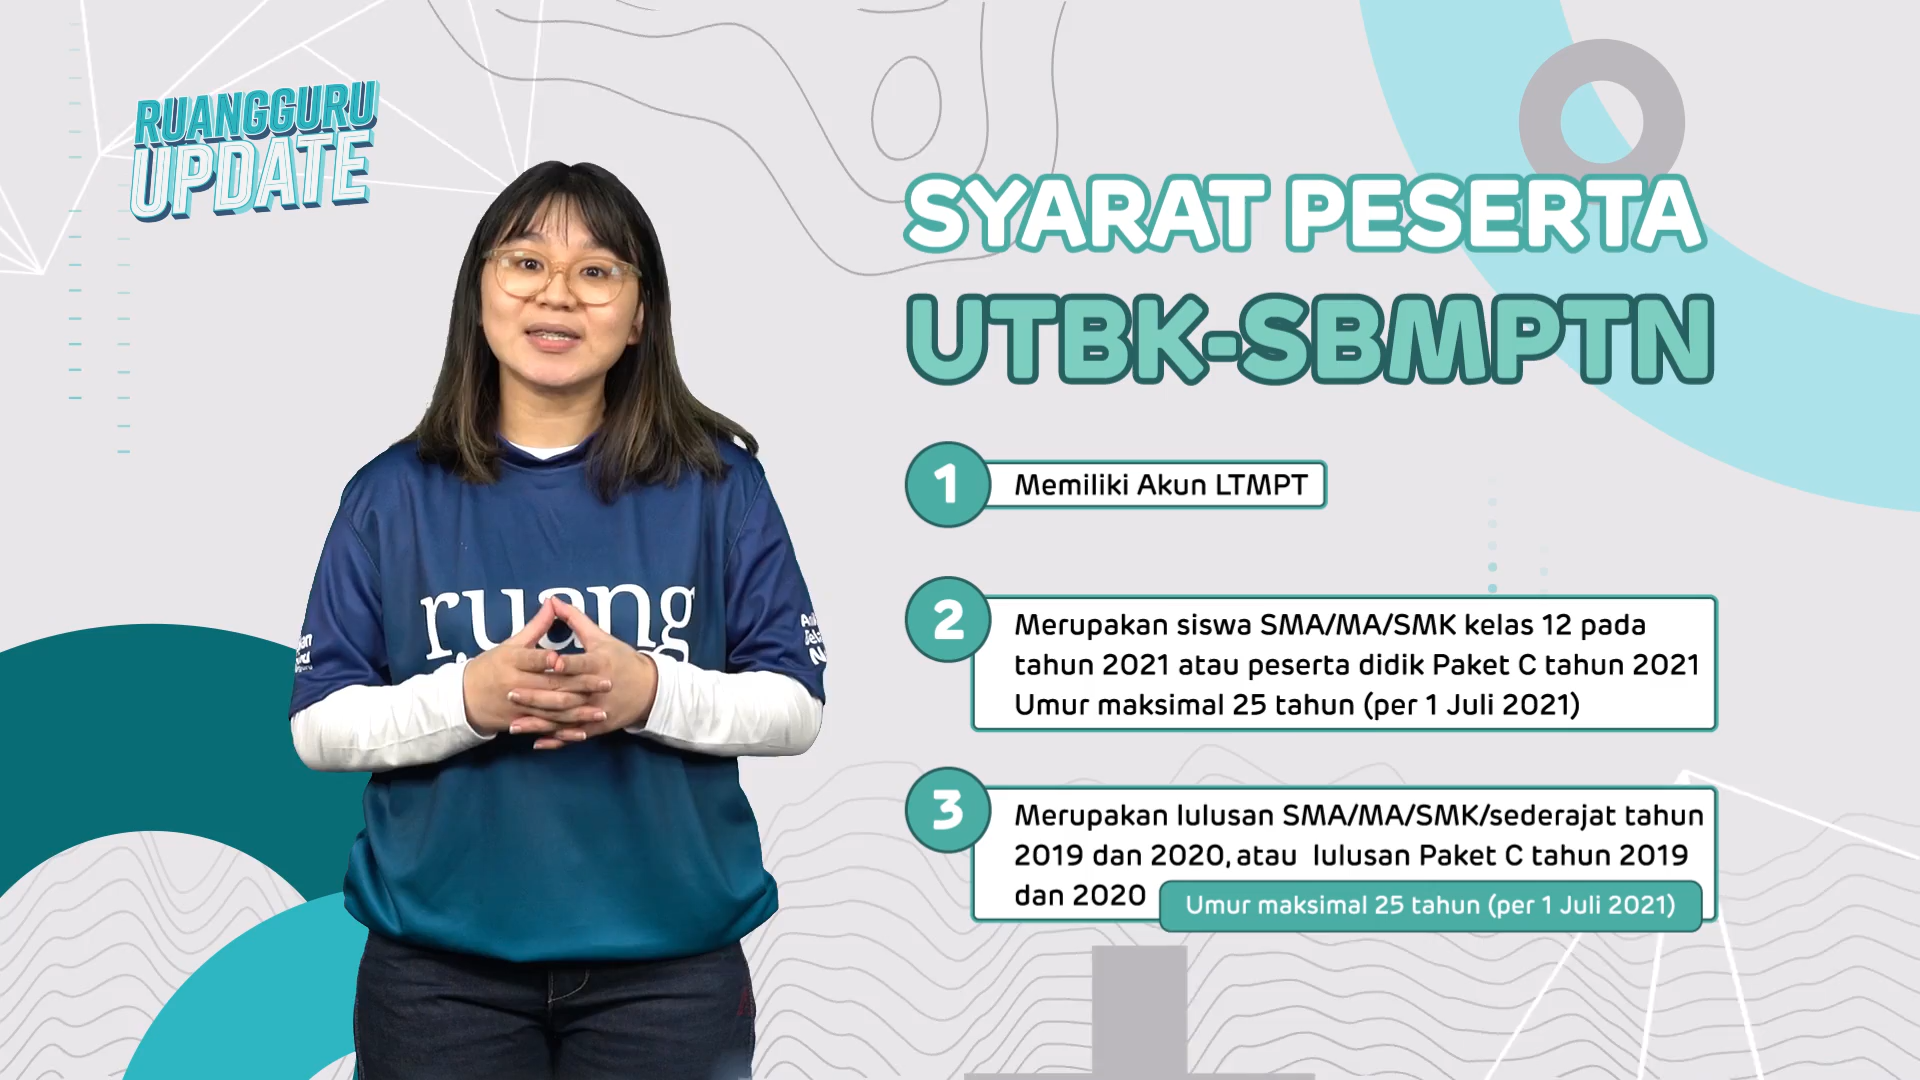 RUANGGURU
UPDATE
ruang
SYARAT PESERTA
UTBK-SBMPTN
1
Memiliki Akun LTMPT
2
Merupakan siswa SMA/MA/SMK kelas 12 pada
tahun 2021 atau peserta didik Paket C tahun 2021
Umur maksimal 25 tahun (per 1 Juli 2021)
3
Merupakan lulusan SMA/MA/SMK/sederajat tahun
2019 dan 2020, atau lulusan Paket C tahun 2019
dan 2020
Umur maksimal 25 tahun (per 1 Juli 2021)